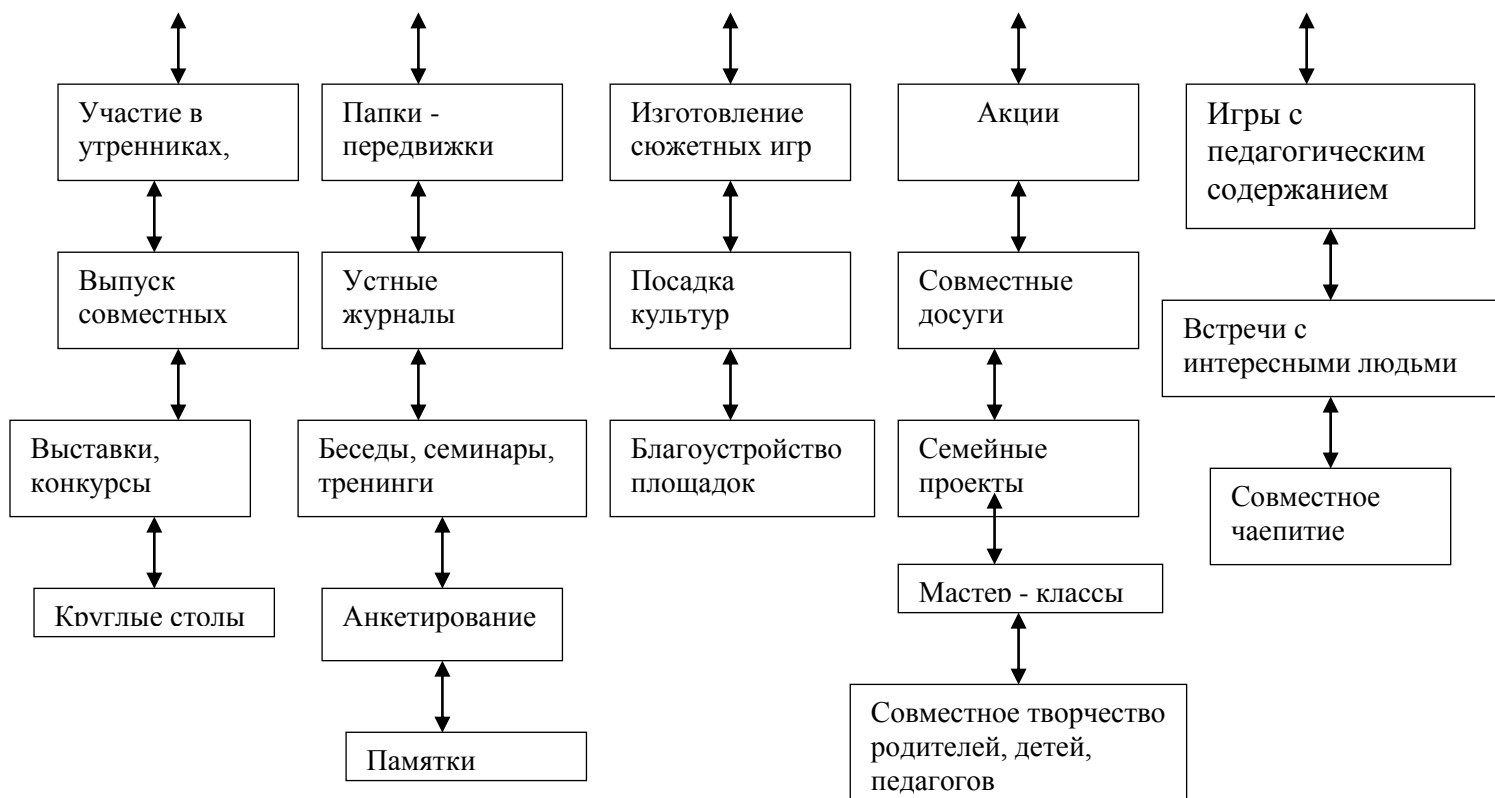 Участие в
утренниках,
Папки -
передвижки
Изготовление
сюжетных игр
Акции
Игры с
педагогическим
содержанием
Выпуск
совместных
Устные
журналы
Посадка
культур
Совместные
досуги
Встречи с
интересными людьми
Выставки,
конкурсы
Беседы, семинары,
тренинги
Благоустройство
площадок
Семейные
проекты
Совместное
чаепитие
Круглые столы
Анкетирование
Мастер - классы
Памятки
Совместное творчество
родителей, детей,
педагогов